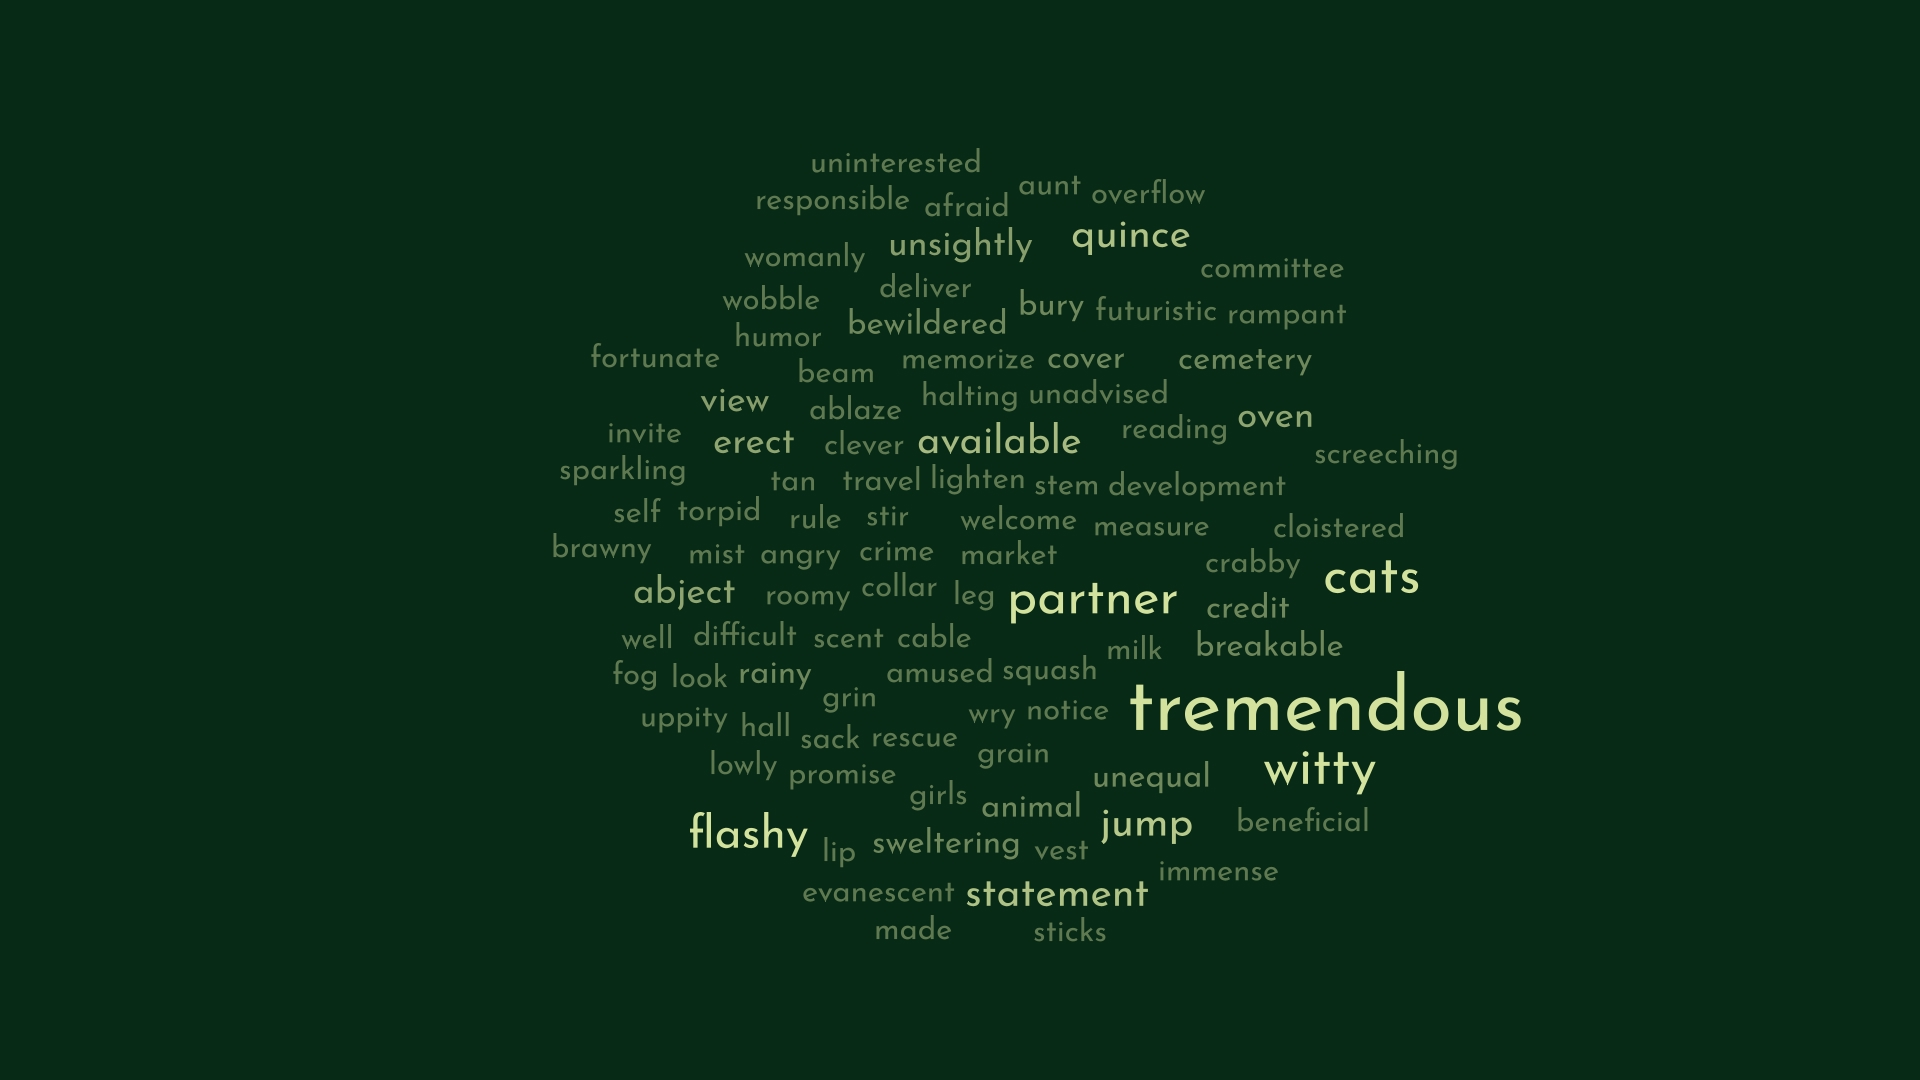 uninterested
aunt
responsible afraid overflow
unsightly quince
womanly committee
deliver
wobble bury futuristic rampant
humor bewildered
fortunate memorize cover cemetery
beam
view ablaze halting unadvised
invite erect clever available reading oven
sparkling screeching
tan travel lighten stem development
self torpid rule stir welcome measure cloistered
brawny mist angry crime market
crabby cats
abject roomy collar leg partner credit
well difficult scent cable milk breakable
fog look rainy amused squash
grin
uppity hall wry notice tremendous
sack rescue
lowly promise grain unequal witty
girls animal
flashy lip sweltering vest jump beneficial
immense
evanescent statement
made sticks